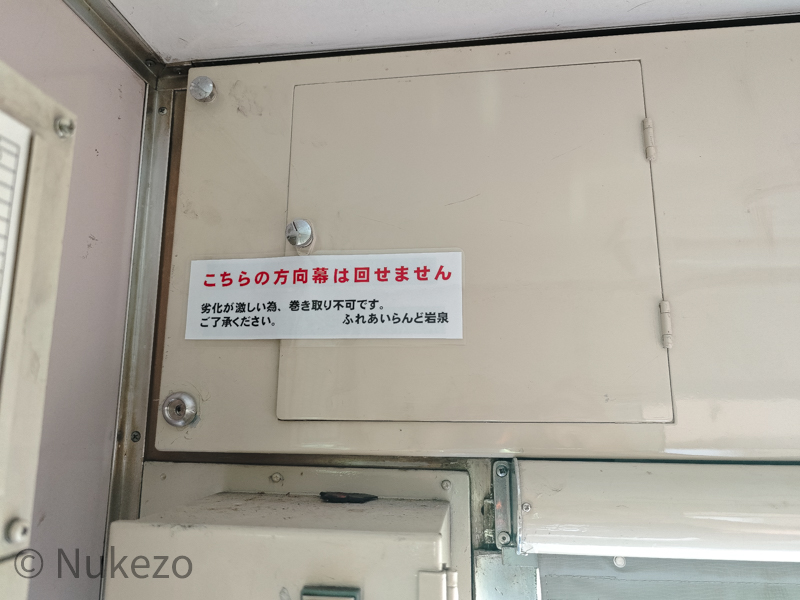 こちらの方向幕は回せません
劣化が激しい為、巻き取り不可です。
ご了承ください。 ふれあいらんど岩泉
© Nukezo